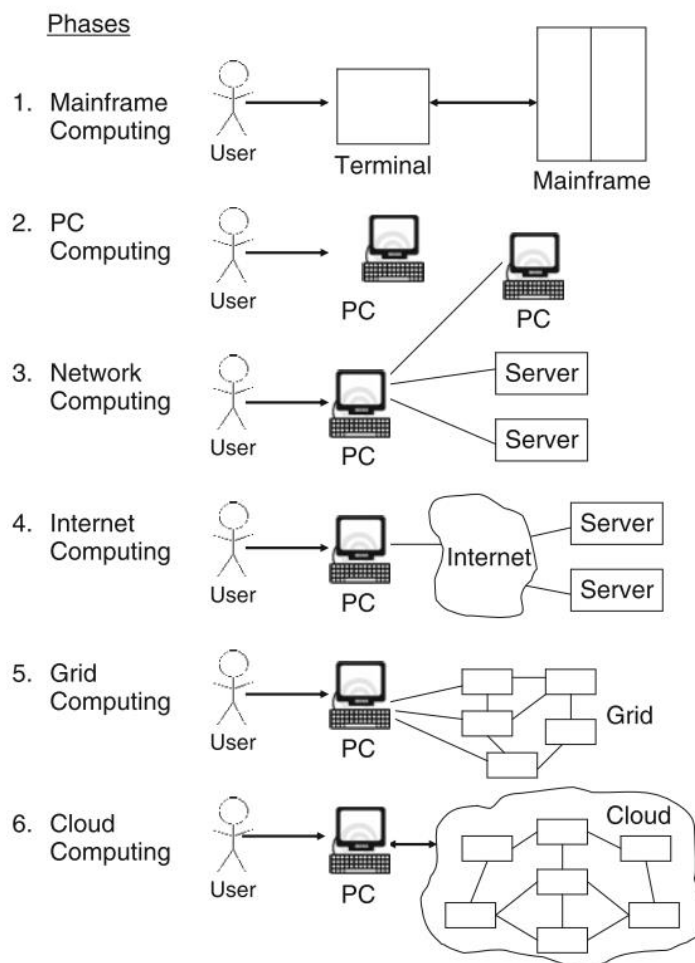 Phases
1. Mainframe
Computing
User
Terminal
Mainframe
2. PC
Computing
User
PC
PC
3. Network
Computing
User
PC
Server
Server
4. Internet
Computing
User
PC
Internet
Server
Server
5. Grid
Computing
User
PC
Grid
6. Cloud
Computing
User
PC
Cloud